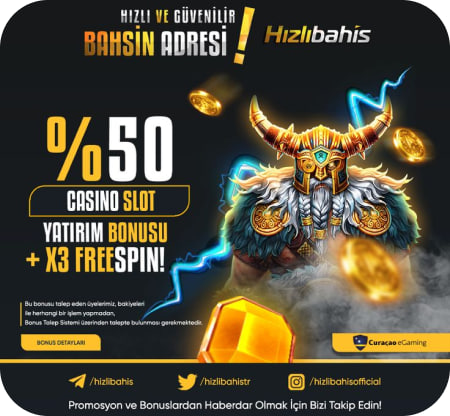 HIZLI VE GÜVENİLİR
BAHSİN ADRESİ !
Hızlıbahis
%50
CASINO SLOT
YATIRIM BONUSU
+ X3 FREESPIN!
Bu bonusu talep eden üyelerimiz, bakiyeleri
ile herhangi bir işlem yapmadan,
Bonus Talep Sistemi üzerinden talepte bulunması gerekmektedir.
BONUS DETAYLARI
Curaçao eGaming
/hizlibahis
/hizlibahistr
/hizlibahisofficial
Promosyon ve Bonuslardan Haberdar Olmak İçin Bizi Takip Edin!